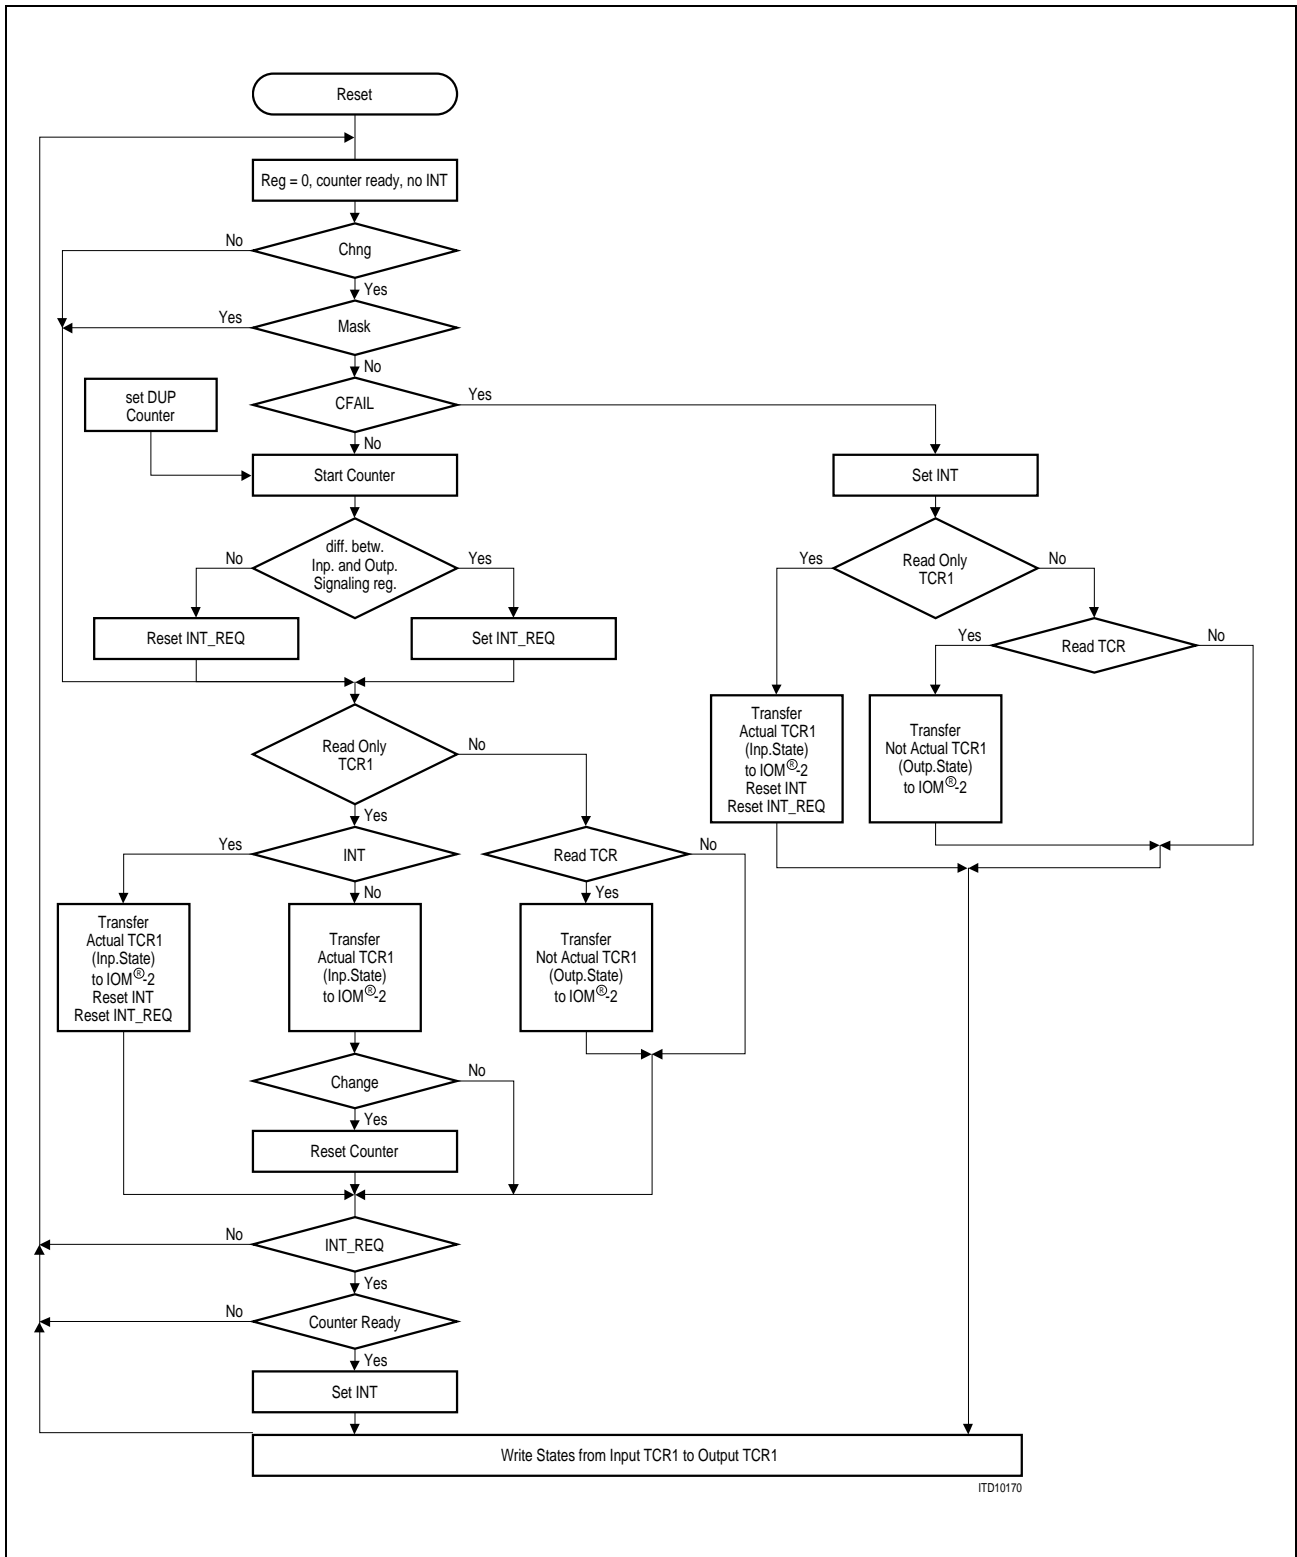 Reset
Reg = 0, counter ready, no INT
No
Chng
Yes
Yes
Mask
No
set DUP
Counter
CFAIL
Yes
No
Start Counter
Set INT
No
diff. betw.
Inp. and Outp.
Signaling reg.
Yes
Yes
Read Only
TCR1
No
Reset INT_REQ
Set INT_REQ
Yes
Read TCR
No
Read Only
TCR1
No
Yes
Transfer
Actual TCR1
(Inp.State)
to IOM®-2
Reset INT
Reset INT_REQ
Transfer
Not Actual TCR1
(Outp.State)
to IOM®-2
Yes
INT
No
Read TCR
No
Yes
Transfer
Actual TCR1
(Inp.State)
to IOM®-2
Reset INT
Reset INT_REQ
Transfer
Actual TCR1
(Inp.State)
to IOM®-2
Transfer
Not Actual TCR1
(Outp.State)
to IOM®-2
Change
No
Yes
Reset Counter
No
INT_REQ
Yes
No
Counter Ready
Yes
Set INT
Write States from Input TCR1 to Output TCR1
ITD10170